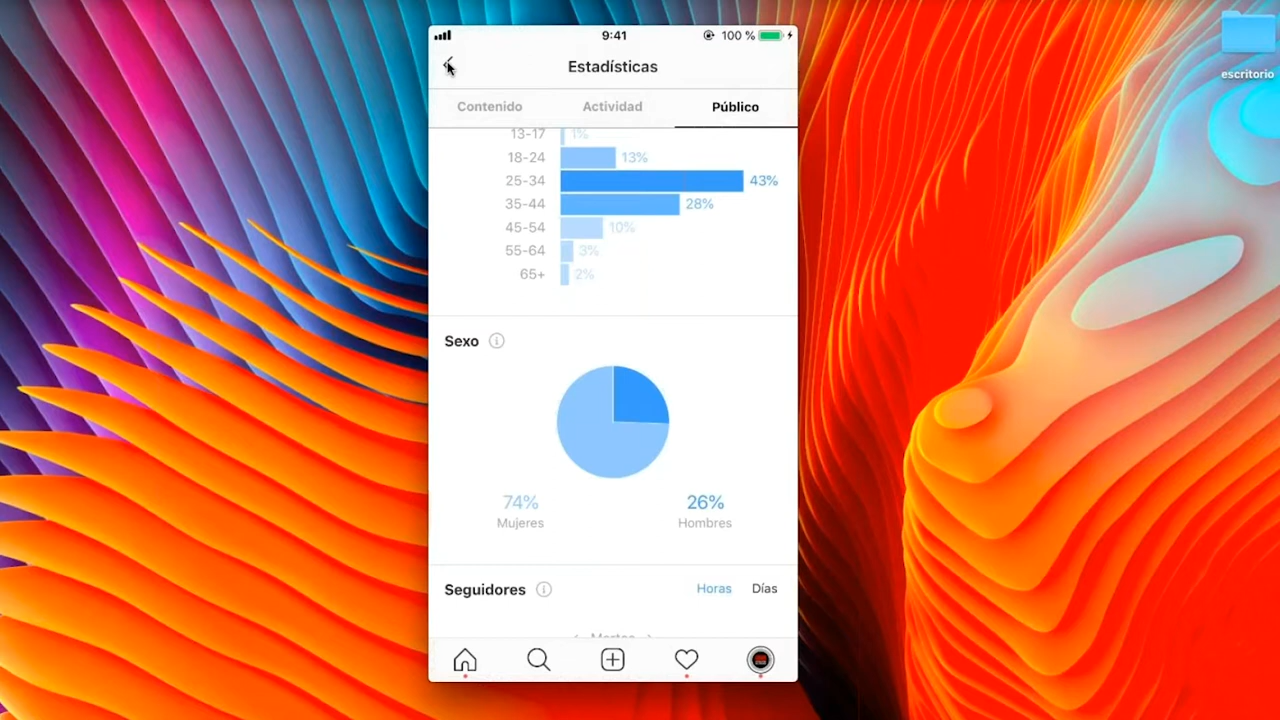 9:41
100 %
escritorio
Estadísticas
Contenido Actividad Público
13-17 1%
18-24 13%
25-34 43%
35-44 28%
45-54 10%
55-64 3%
65+ 2%
Sexo
74% 26%
Mujeres Hombres
Seguidores Horas Días